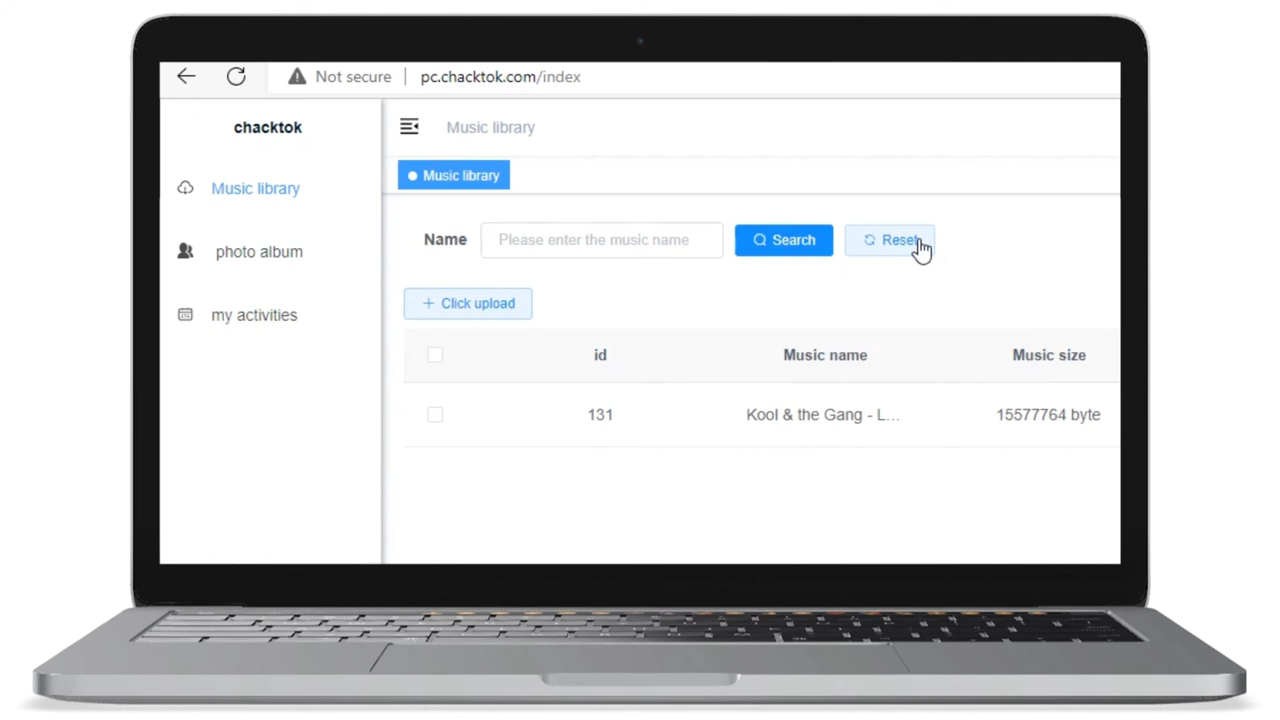 Not secure | pc.chacktok.com/index
chacktok
Music library
photo album
my activities
Music library
Music library
Name Please enter the music name Search Reset
+ Click upload
id Music name Music size
131 Kool & the Gang - L... 15577764 byte